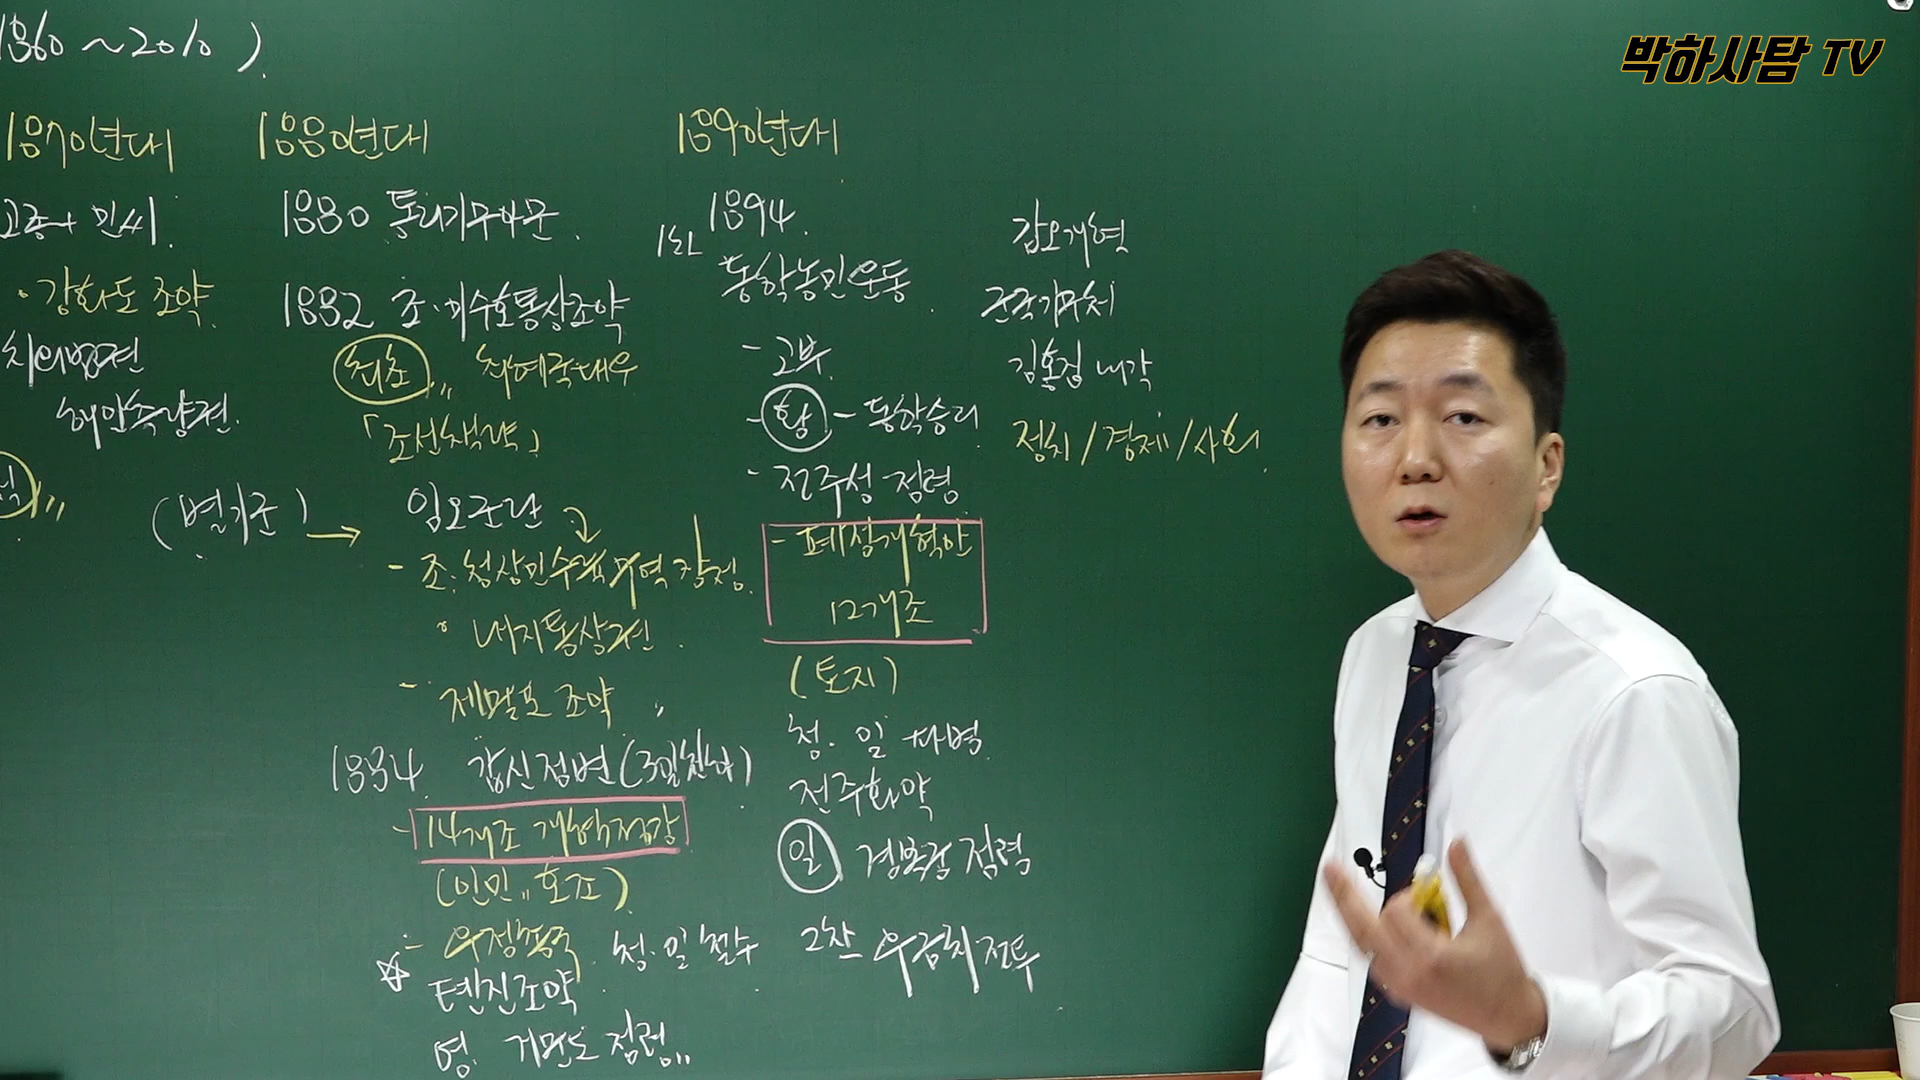 1860 ~ 2010 )
박하사탕 TV
1870년대
고종 + 민씨.
· 강화도 조약.
치외법권
해안측량권.
(별기군) →
1880년대
1880 통리기무아문.
1882 조·미수호통상조약
최초 〃 최혜국대우
「조선책략」
임오군란
- 조·청상민수륙무역장정.
· 내지통상권.
- 제물포 조약
1884. 갑신정변 (3일천하)
- 14개조 개혁정강
(인민〃 호조)
- 우정총국. 청·일 철수
☆ 톈진조약
영. 거문도 점령〃
1890년대
1894.
1차
동학농민운동.
- 고부.
- 황 - 동학승리
- 전주성 점령
- 폐정개혁안
12개조
(토지)
청·일 파병.
전주화약
일 경복궁 점령
2차 우금치 전투
갑오개혁
군국기무처
김홍집 내각
정치/경제/사회.